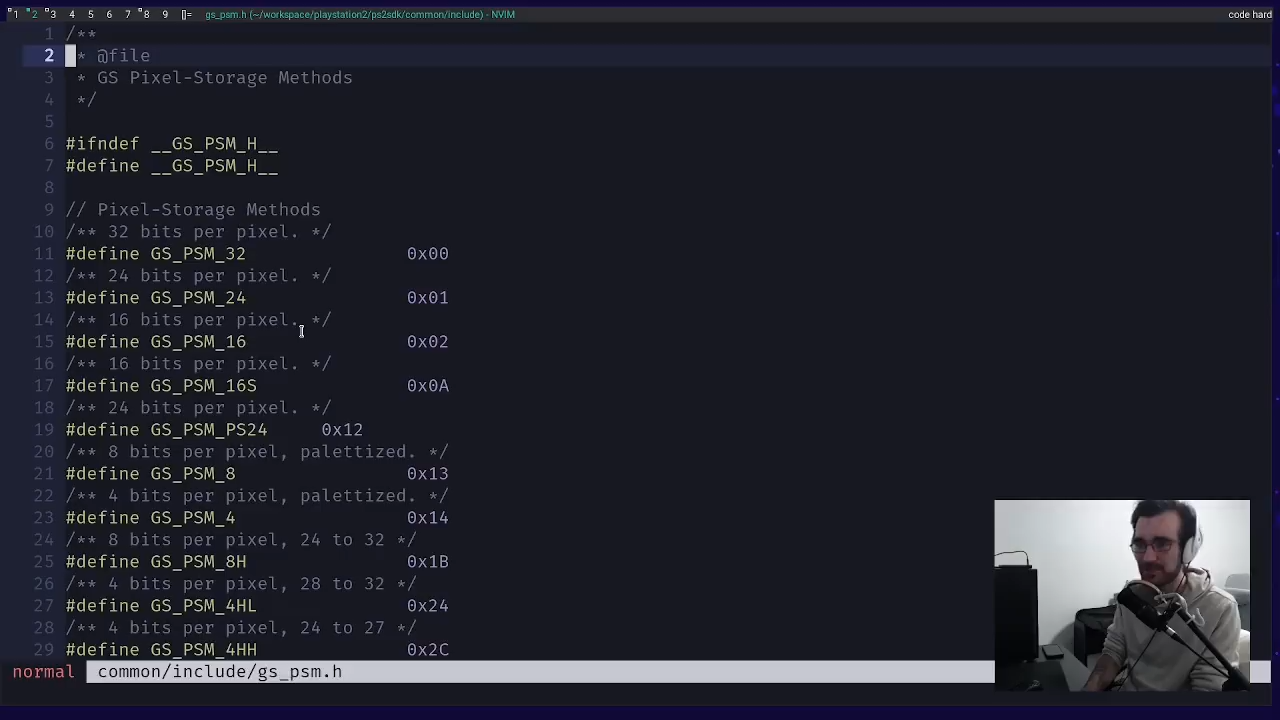 1 2 3 4 5 6 7 8 9 []= gs_psm.h (~/workspace/playstation2/ps2sdk/common/include) - NVIM code hard
1 /**
2 * @file
3 * GS Pixel-Storage Methods
4 */
5
6 #ifndef __GS_PSM_H__
7 #define __GS_PSM_H__
8
9 // Pixel-Storage Methods
10 /** 32 bits per pixel. */
11 #define GS_PSM_32 0x00
12 /** 24 bits per pixel. */
13 #define GS_PSM_24 0x01
14 /** 16 bits per pixel. */
15 #define GS_PSM_16 0x02
16 /** 16 bits per pixel. */
17 #define GS_PSM_16S 0x0A
18 /** 24 bits per pixel. */
19 #define GS_PSM_PS24 0x12
20 /** 8 bits per pixel, palettized. */
21 #define GS_PSM_8 0x13
22 /** 4 bits per pixel, palettized. */
23 #define GS_PSM_4 0x14
24 /** 8 bits per pixel, 24 to 32 */
25 #define GS_PSM_8H 0x1B
26 /** 4 bits per pixel, 28 to 32 */
27 #define GS_PSM_4HL 0x24
28 /** 4 bits per pixel, 24 to 27 */
29 #define GS_PSM_4HH 0x2C
normal common/include/gs_psm.h